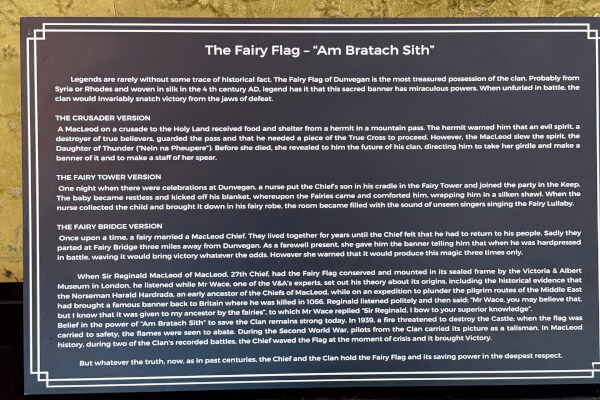 The Fairy Flag – "Am Bratach Sith"
Legends are rarely without some trace of historical fact. The Fairy Flag of Dunvegan is the most treasured possession of the clan. Probably from
Syria or Rhodes and woven in silk in the 4 th century AD, legend has it that this sacred banner has miraculous powers. When unfurled in battle, the
clan would invariably snatch victory from the jaws of defeat.
THE CRUSADER VERSION
A MacLeod on a crusade to the Holy Land received food and shelter from a hermit in a mountain pass. The hermit warned him that an evil spirit, a
destroyer of true believers, guarded the pass and that he needed a piece of the True Cross to proceed. However, the MacLeod slew the spirit, the
Daughter of Thunder ("Nein na Pheupere"). Before she died, she revealed to him the future of his clan, directing him to take her girdle and make a
banner of it and to make a staff of her spear.
THE FAIRY TOWER VERSION
One night when there were celebrations at Dunvegan, a nurse put the Chief's son in his cradle in the Fairy Tower and joined the party in the Keep.
The baby became restless and kicked off his blanket, whereupon the Fairies came and comforted him, wrapping him in a silken shawl. When the
nurse collected the child and brought it down in his fairy robe, the room became filled with the sound of unseen singers singing the Fairy Lullaby.
THE FAIRY BRIDGE VERSION
Once upon a time, a fairy married a MacLeod Chief. They lived together for years until the Chief felt that he had to return to his people. Sadly they
parted at Fairy Bridge three miles away from Dunvegan. As a farewell present, she gave him the banner telling him that when he was hardpressed
in battle, waving it would bring victory whatever the odds. However she warned that it would produce this magic three times only.
When Sir Reginald MacLeod of MacLeod, 27th Chief, had the Fairy Flag conserved and mounted in its sealed frame by the Victoria & Albert
Museum in London, he listened while Mr Wace, one of the V&A's experts, set out his theory about its origins, including the historical evidence that
the Norseman Harald Hardrada, an early ancestor of the Chiefs of MacLeod, while on an expedition to plunder the pilgrim routes of the Middle East
had brought a famous banner back to Britain where he was killed in 1066. Reginald listened politely and then said: "Mr Wace, you may believe that,
but I know that it was given to my ancestor by the fairies", to which Mr Wace replied "Sir Reginald, I bow to your superior knowledge".
Belief in the power of "Am Bratach Sith" to save the Clan remains strong today. In 1939, a fire threatened to destroy the Castle; when the flag was
carried to safety, the flames were seen to abate. During the Second World War, pilots from the Clan carried its picture as a talisman. In MacLeod
history, during two of the Clan's recorded battles, the Chief waved the Flag at the moment of crisis and it brought Victory.
But whatever the truth, now, as in past centuries, the Chief and the Clan hold the Fairy Flag and its saving power in the deepest respect.